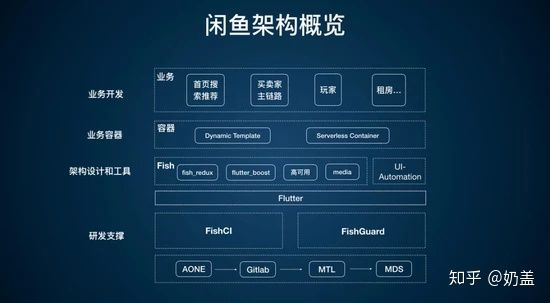 闲鱼架构概览
业务开发
业务
首页搜
索推荐
买卖家
主链路
玩家
租房...
业务容器
容器
Dynamic Template
Serverless Container
架构设计和工具
Fish
fish_redux
flutter_boost
高可用
media
UI-
Automation
Flutter
研发支撑
FishCI
FishGuard
AONE
Gitlab
MTL
MDS
知乎 @奶盖